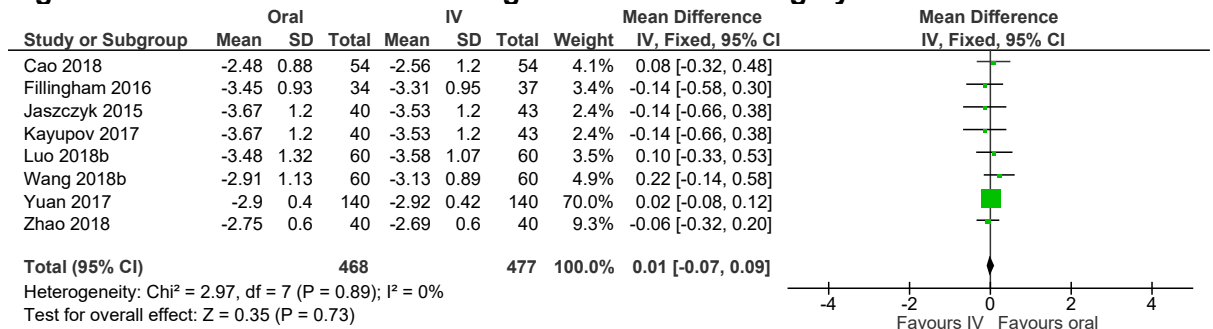 Oral IV Mean Difference Mean Difference
Study or Subgroup Mean SD Total Mean SD Total Weight IV, Fixed, 95% CI IV, Fixed, 95% CI
Cao 2018 -2.48 0.88 54 -2.56 1.2 54 4.1% 0.08 [-0.32, 0.48]
Fillingham 2016 -3.45 0.93 34 -3.31 0.95 37 3.4% -0.14 [-0.58, 0.30]
Jaszczyk 2015 -3.67 1.2 40 -3.53 1.2 43 2.4% -0.14 [-0.66, 0.38]
Kayupov 2017 -3.67 1.2 40 -3.53 1.2 43 2.4% -0.14 [-0.66, 0.38]
Luo 2018b -3.48 1.32 60 -3.58 1.07 60 3.5% 0.10 [-0.33, 0.53]
Wang 2018b -2.91 1.13 60 -3.13 0.89 60 4.9% 0.22 [-0.14, 0.58]
Yuan 2017 -2.9 0.4 140 -2.92 0.42 140 70.0% 0.02 [-0.08, 0.12]
Zhao 2018 -2.75 0.6 40 -2.69 0.6 40 9.3% -0.06 [-0.32, 0.20]
Total (95% CI) 468 477 100.0% 0.01 [-0.07, 0.09]
Heterogeneity: Chi² = 2.97, df = 7 (P = 0.89); I² = 0%
Test for overall effect: Z = 0.35 (P = 0.73)
-4 -2 0 2 4
Favours IV Favours oral